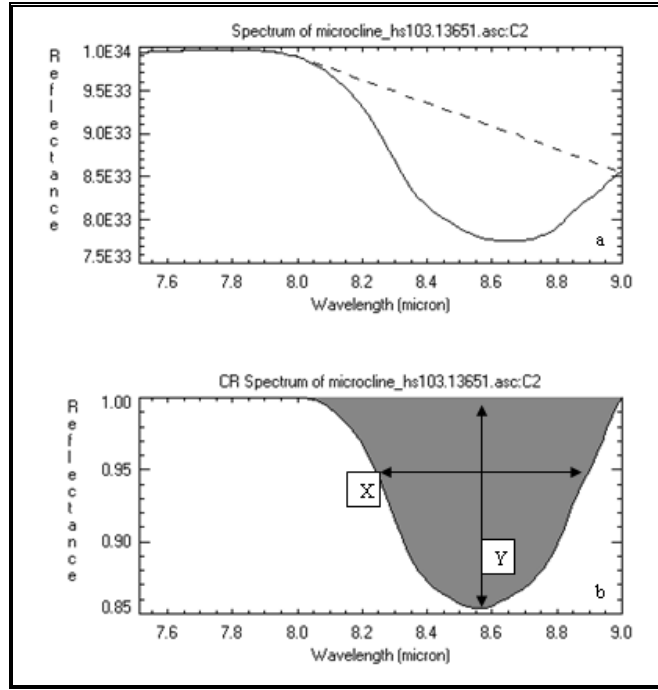 Spectrum of microcline_hs103.13651.asc:C2
Reflectance
1.0E34
9.5E33
9.0E33
8.5E33
8.0E33
7.5E33
a
7.6 7.8 8.0 8.2 8.4 8.6 8.8 9.0
Wavelength (micron)
CR Spectrum of microcline_hs103.13651.asc:C2
Reflectance
1.00
0.95
0.90
0.85
X
Y
b
7.6 7.8 8.0 8.2 8.4 8.6 8.8 9.0
Wavelength (micron)